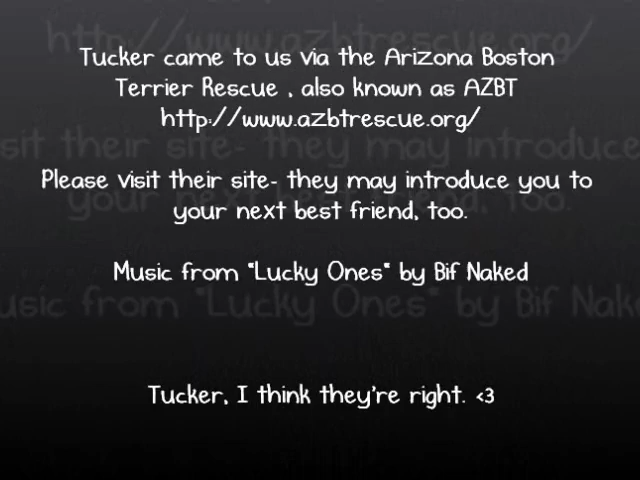 Tucker came to us via the Arizona Boston
Terrier Rescue , also known as AZBT
http://www.azbtrescue.org/
Please visit their site- they may introduce you to
your next best friend, too.
Music from "Lucky Ones" by Bif Naked
Tucker, I think they're right. <3